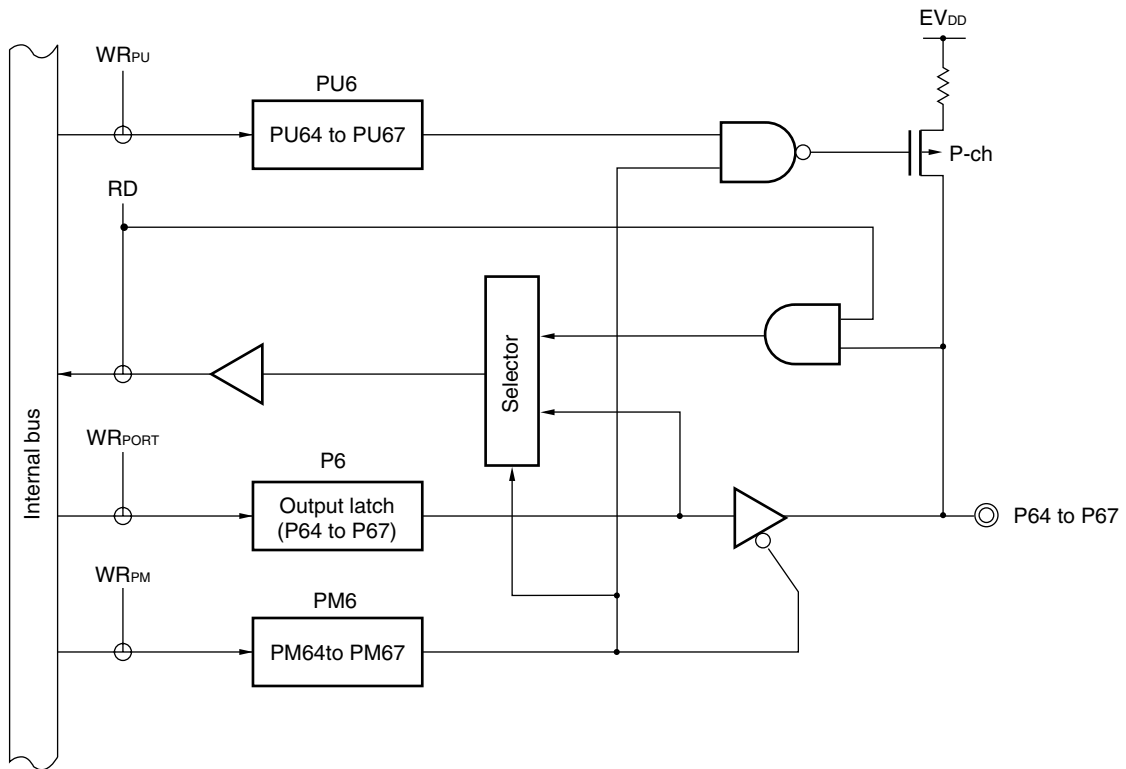 EVDD
WRPU
PU6
PU64 to PU67
P-ch
RD
Selector
Internal bus
WRPORT
P6
Output latch
(P64 to P67)
P64 to P67
WRPM
PM6
PM64to PM67